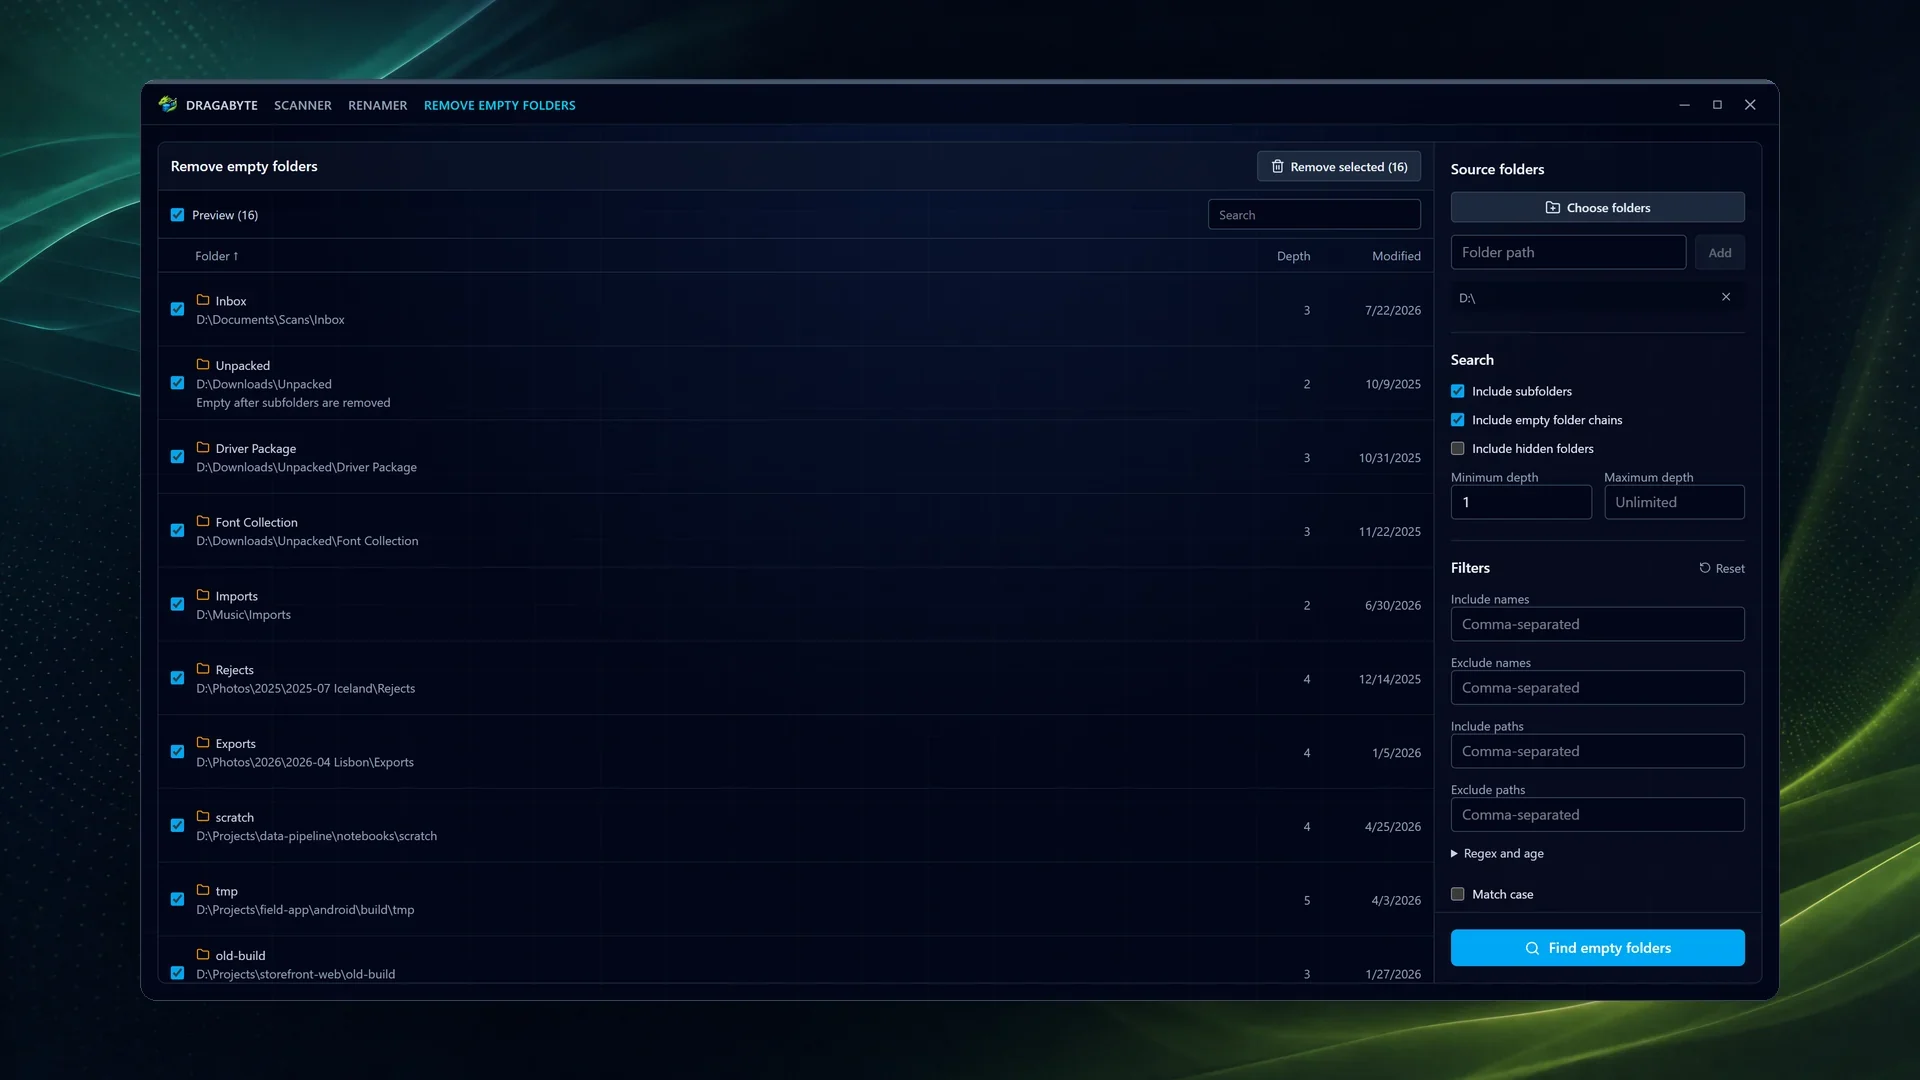 DRAGABYTE SCANNER RENAMER REMOVE EMPTY FOLDERS
Remove empty folders
Remove selected (16)
Preview (16)
Search
Folder ↑ Depth Modified
Inbox
D:\Documents\Scans\Inbox
3 7/22/2026
Unpacked
D:\Downloads\Unpacked
Empty after subfolders are removed
2 10/9/2025
Driver Package
D:\Downloads\Unpacked\Driver Package
3 10/31/2025
Font Collection
D:\Downloads\Unpacked\Font Collection
3 11/22/2025
Imports
D:\Music\Imports
2 6/30/2026
Rejects
D:\Photos\2025\2025-07 Iceland\Rejects
4 12/14/2025
Exports
D:\Photos\2026\2026-04 Lisbon\Exports
4 1/5/2026
scratch
D:\Projects\data-pipeline\notebooks\scratch
4 4/25/2026
tmp
D:\Projects\field-app\android\build\tmp
5 4/3/2026
old-build
D:\Projects\storefront-web\old-build
3 1/27/2026
Source folders
Choose folders
Folder path Add
D:\
Search
Include subfolders
Include empty folder chains
Include hidden folders
Minimum depth Maximum depth
1 Unlimited
Filters Reset
Include names
Comma-separated
Exclude names
Comma-separated
Include paths
Comma-separated
Exclude paths
Comma-separated
Regex and age
Match case
Find empty folders